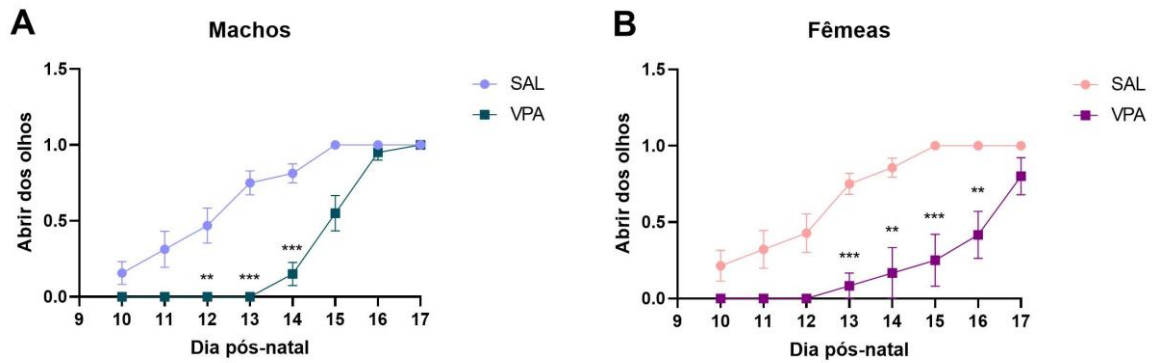 A
Machos
1.5
1.0
0.5
0.0
Abrir dos olhos
** *** ***
9 10 11 12 13 14 15 16 17
Dia pós-natal
SAL
VPA
B
Fêmeas
1.5
1.0
0.5
0.0
Abrir dos olhos
*** ** *** **
9 10 11 12 13 14 15 16 17
Dia pós-natal
SAL
VPA